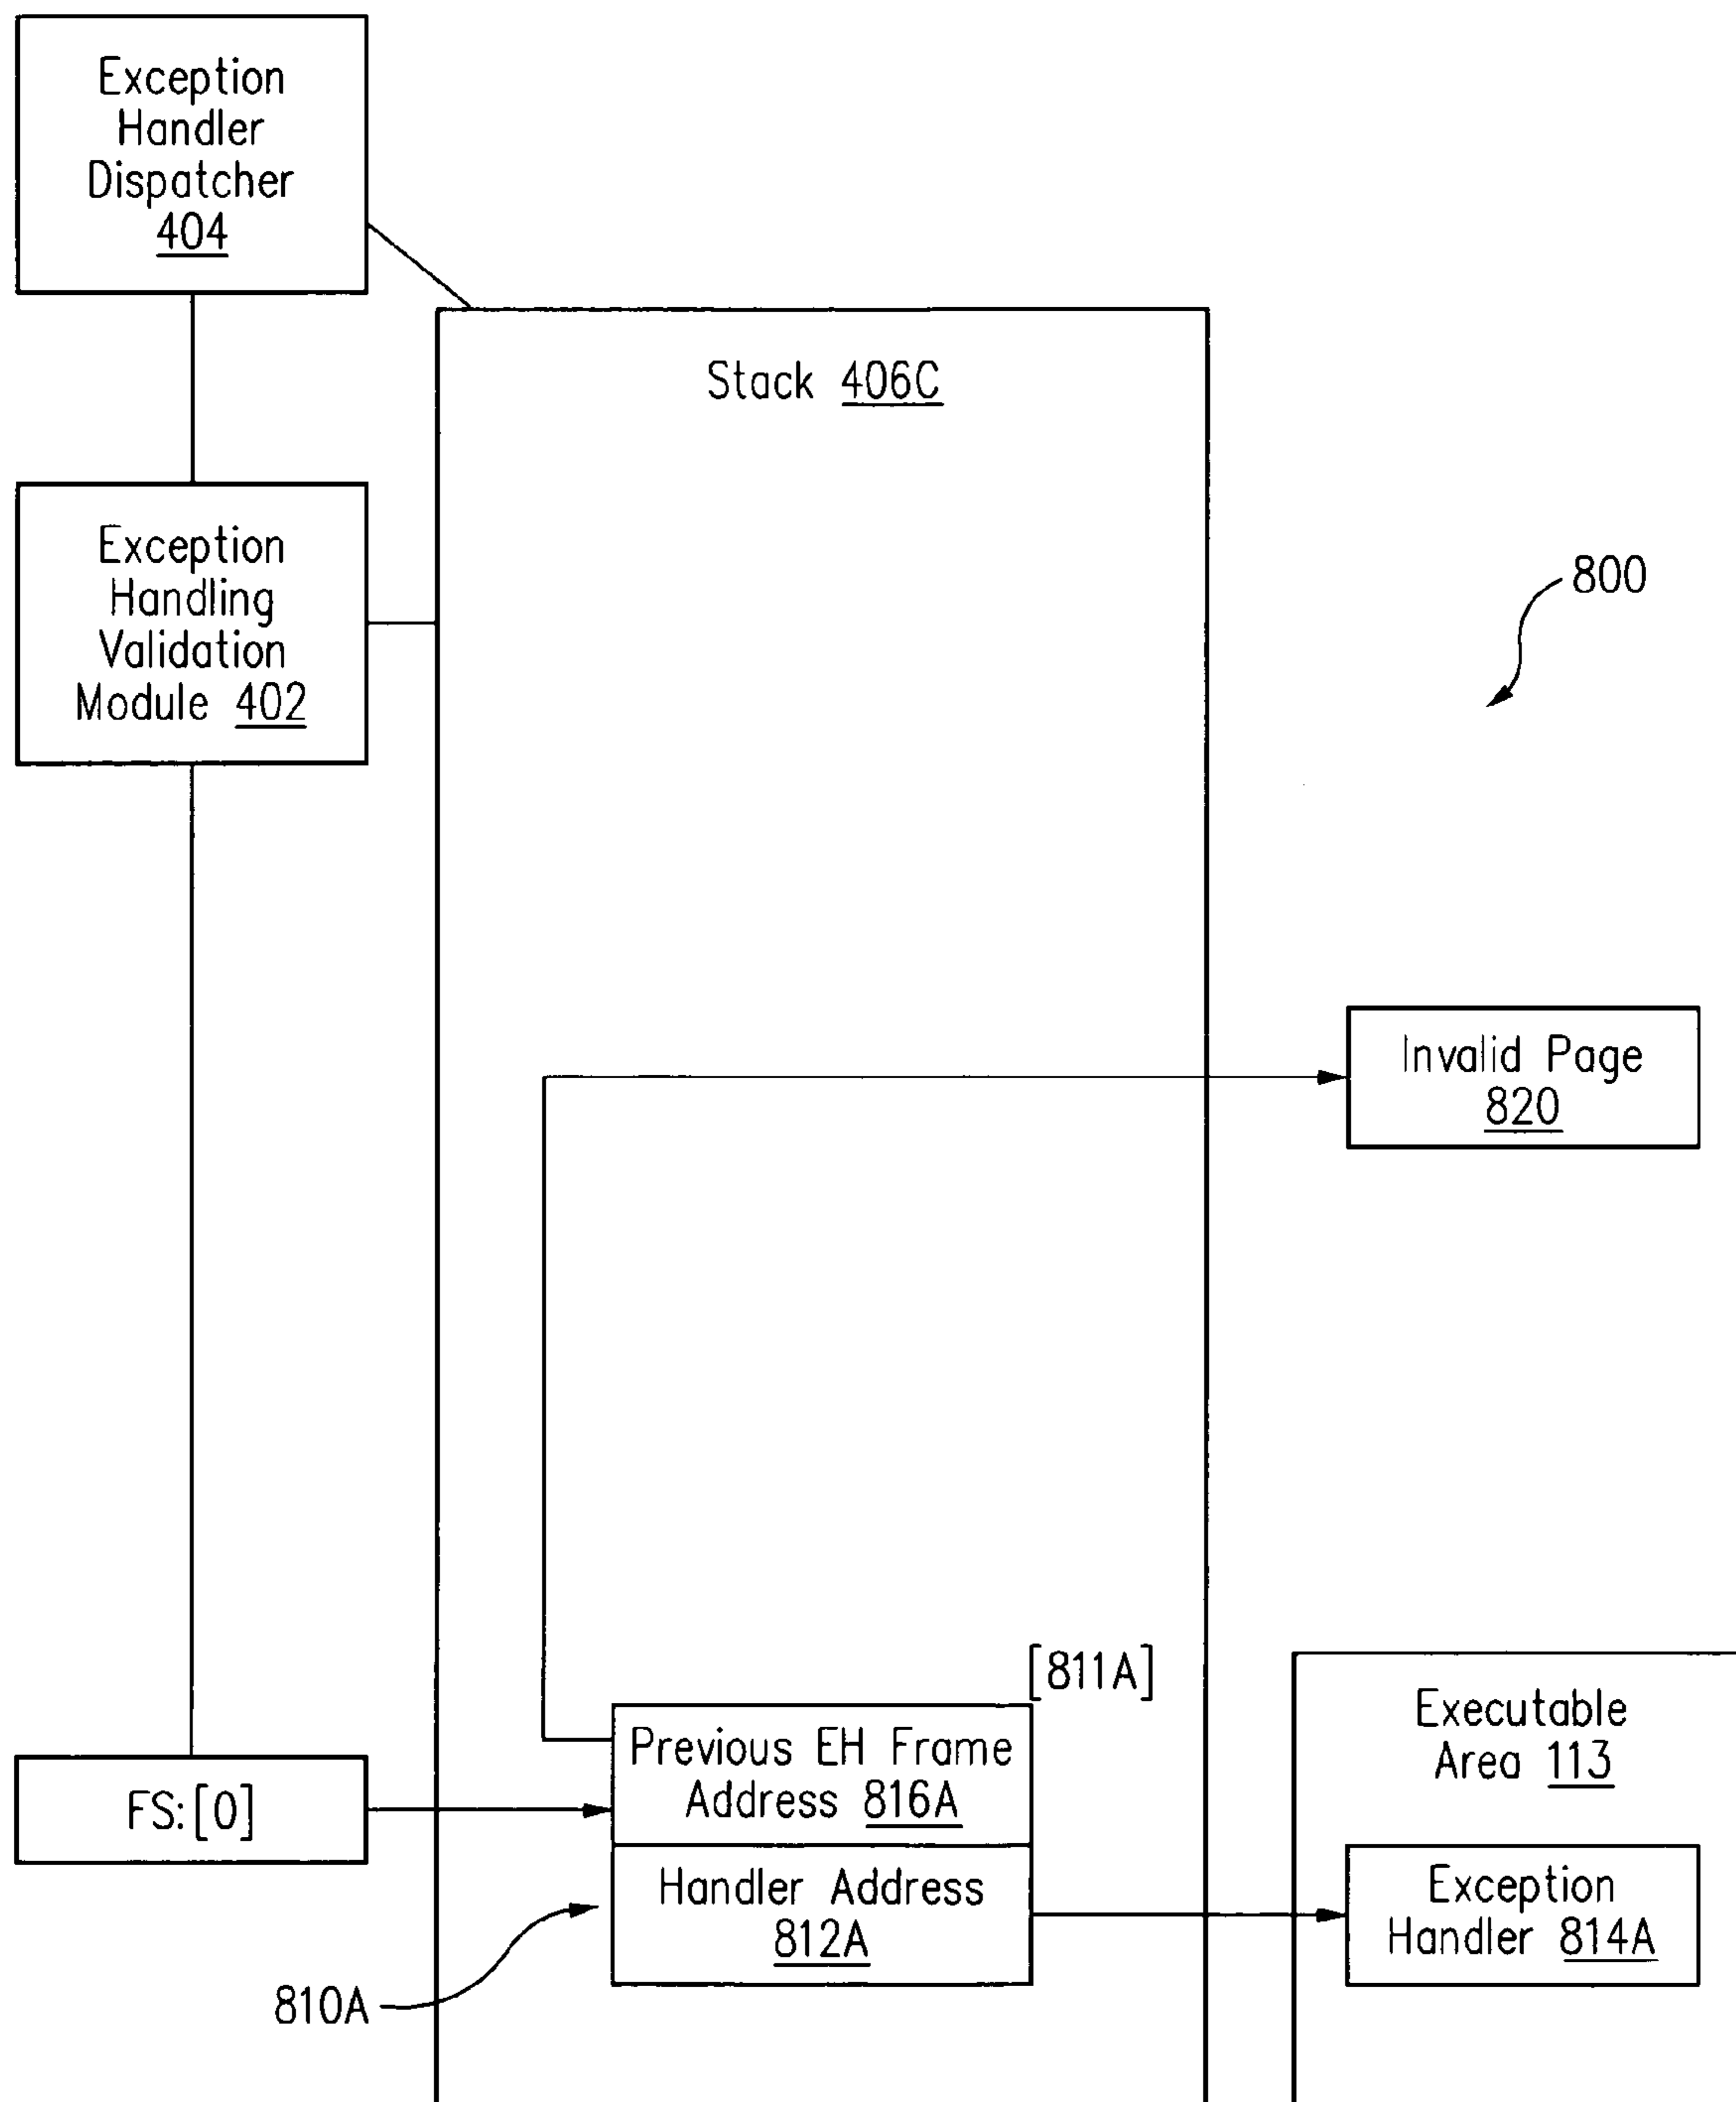 Exception
Handler
Dispatcher
404
Stack 406C
Exception
Handling
Validation
Module 402
800
Invalid Page
820
[811A]
Previous EH Frame
Address 816A
Executable
Area 113
FS:[0]
Handler Address
812A
Exception
Handler 814A
810A